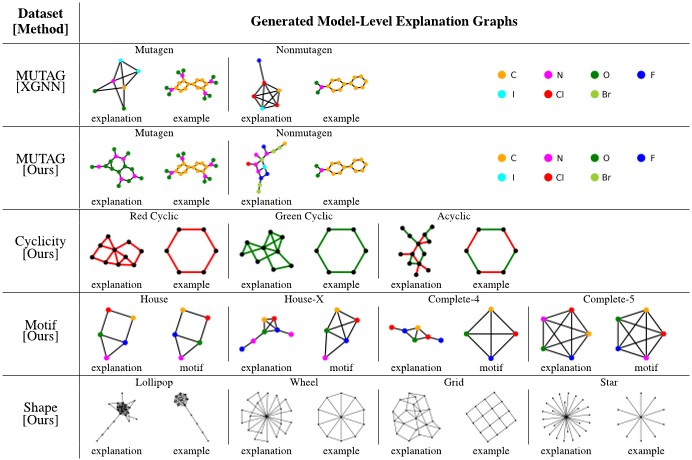 Dataset
[Method]
Generated Model-Level Explanation Graphs
MUTAG
[XGNN]
Mutagen
Nonmutagen
explanation
example
explanation
example
C
N
O
F
I
Cl
Br
MUTAG
[Ours]
Mutagen
Nonmutagen
explanation
example
explanation
example
C
N
O
F
I
Cl
Br
Cyclicity
[Ours]
Red Cyclic
Green Cyclic
Acyclic
explanation
example
explanation
example
explanation
example
Motif
[Ours]
House
House-X
Complete-4
Complete-5
explanation
motif
explanation
motif
explanation
motif
explanation
motif
Shape
[Ours]
Lollipop
Wheel
Grid
Star
explanation
example
explanation
example
explanation
example
explanation
example